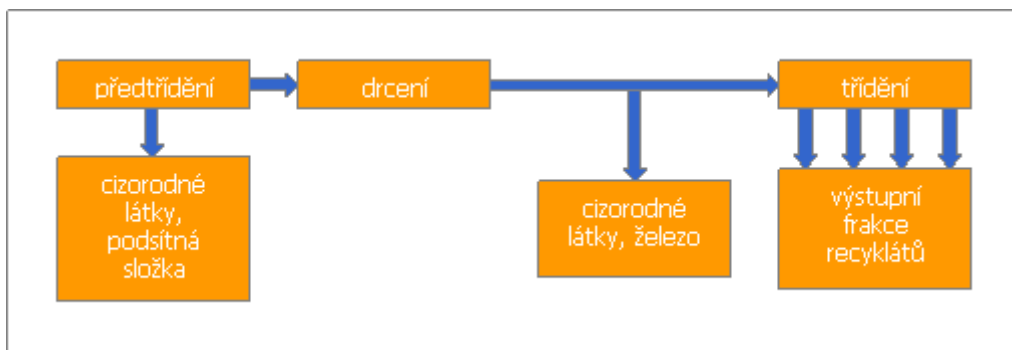 předtřídění
drcení
třídění
cizorodné
látky,
podsítná
složka
cizorodné
látky, železo
výstupní
frakce
recyklátů